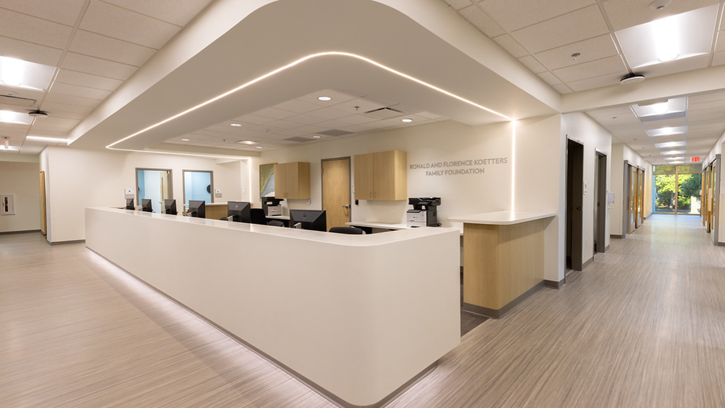 RONALD AND FLORENCE KOETTERS
FAMILY FOUNDATION